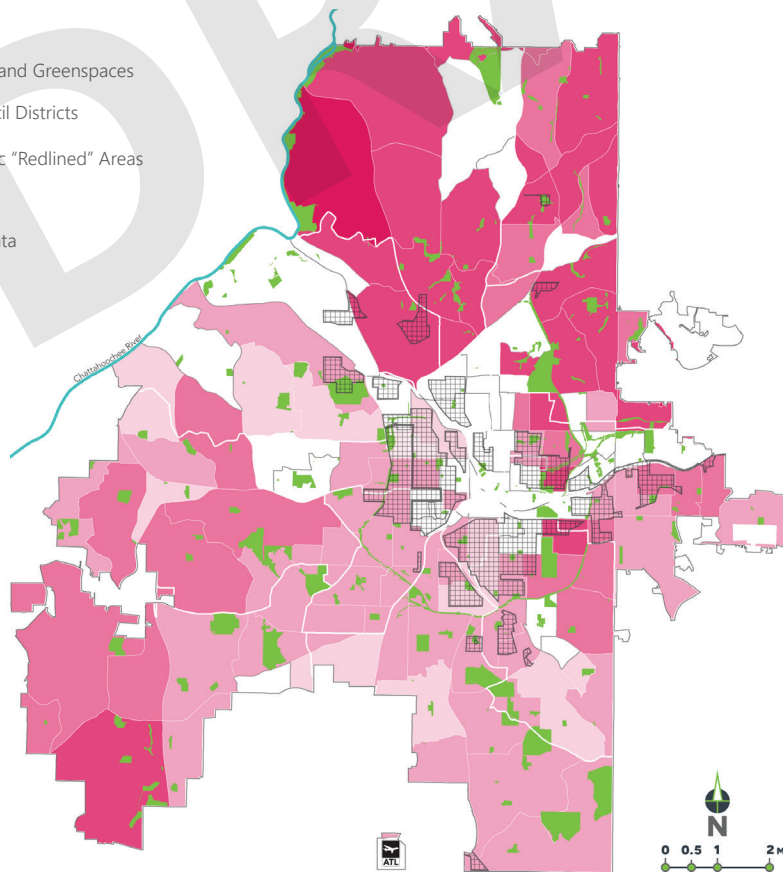 and Greenspaces
il Districts
c “Redlined” Areas
ta
Chattahoochee River
ATL
N
0 0.5 1 2 M